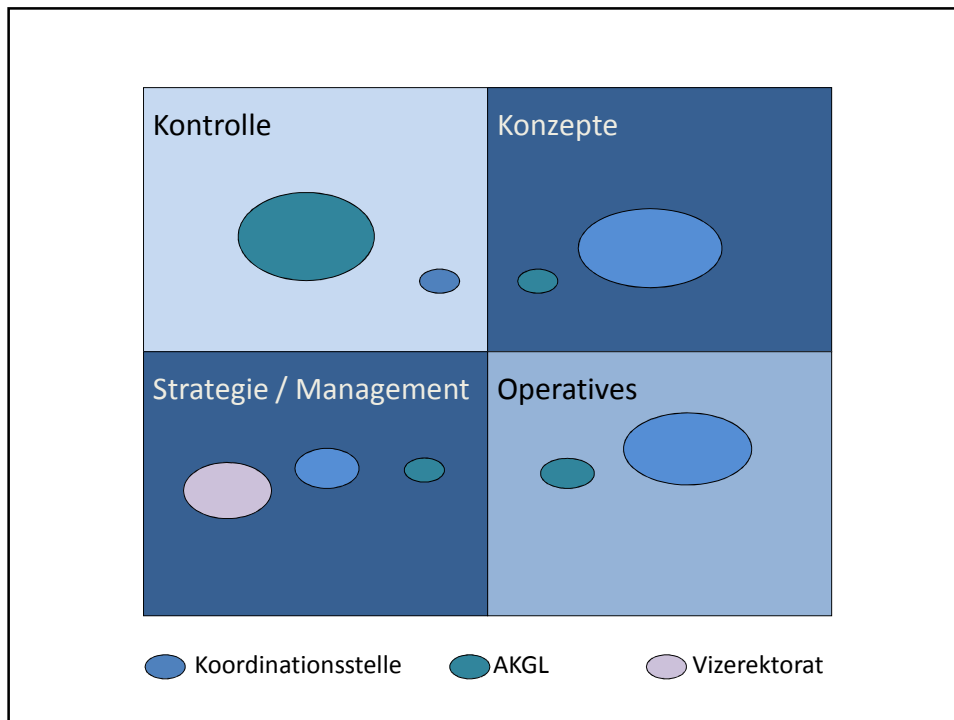 Kontrolle
Konzepte
Strategie / Management
Operatives
Koordinationsstelle
AKGL
Vizerektorat